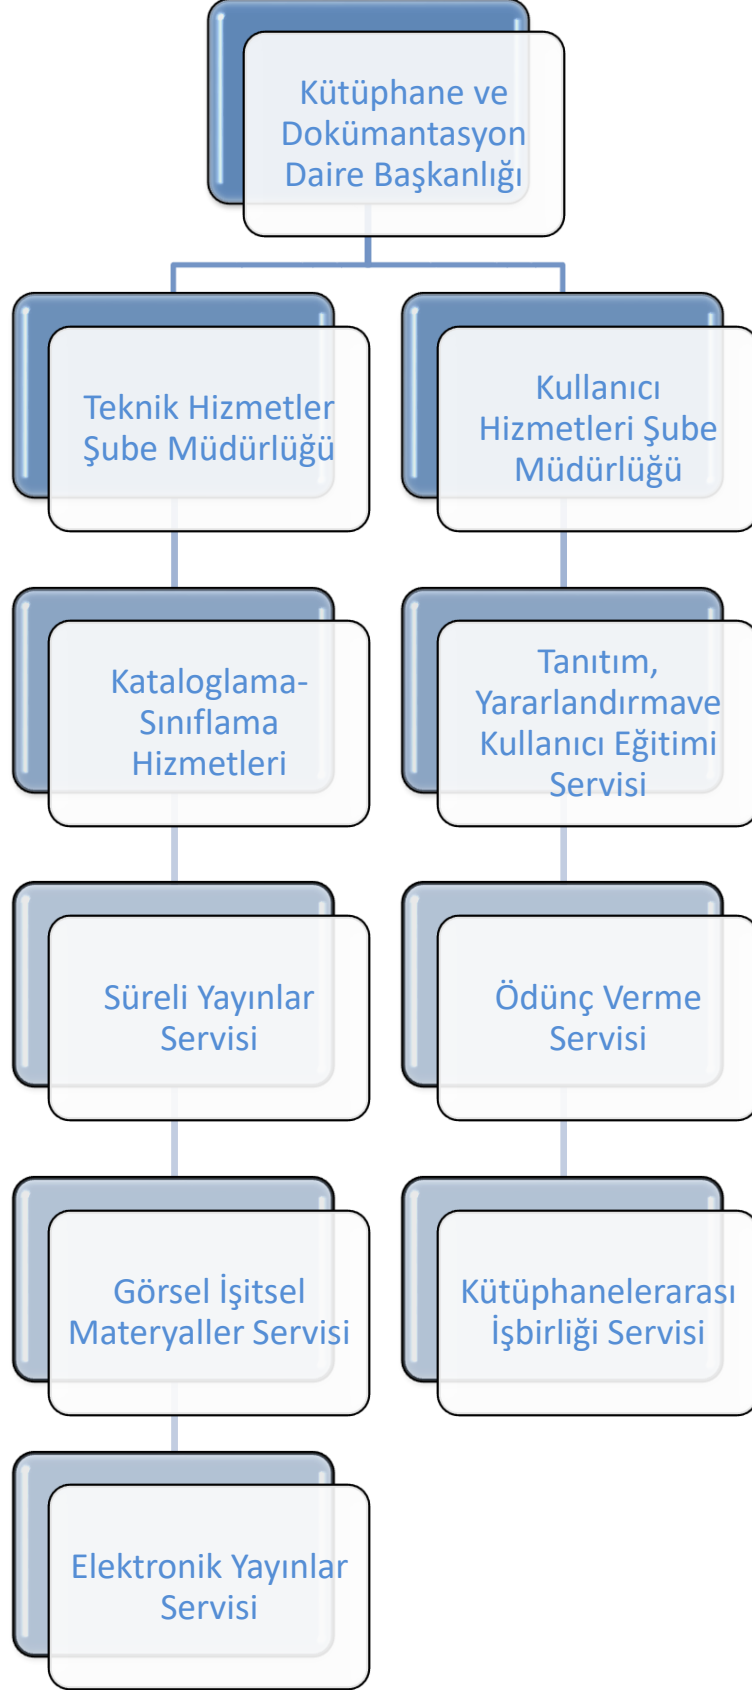 Kütüphane ve
Dokümantasyon
Daire Başkanlığı
Teknik Hizmetler
Şube Müdürlüğü
Kullanıcı
Hizmetleri Şube
Müdürlüğü
Kataloglama-
Sınıflama
Hizmetleri
Tanıtım,
Yararlandırmave
Kullanıcı Eğitimi
Servisi
Süreli Yayınlar
Servisi
Ödünç Verme
Servisi
Görsel İşitsel
Materyaller Servisi
Kütüphanelerarası
İşbirliği Servisi
Elektronik Yayınlar
Servisi